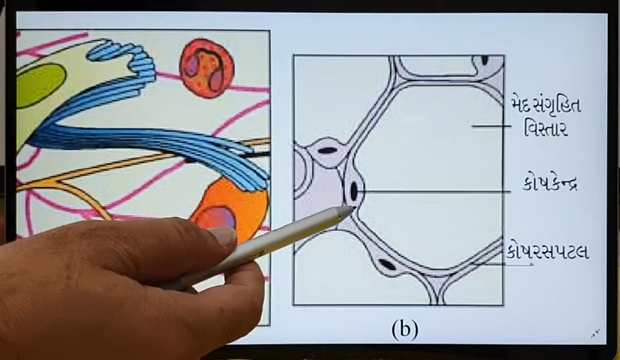 મેદસંગૃહિત
વિસ્તાર
કોષકેન્દ્ર
કોષરસપટલ
(b)